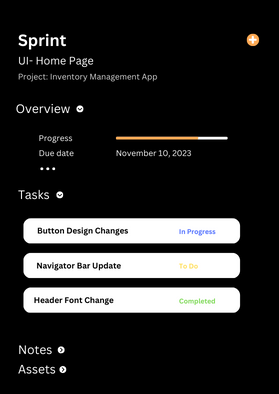 Sprint
UI- Home Page
Project: Inventory Management App
Overview
Progress
Due date November 10, 2023
Tasks
Button Design Changes In Progress
Navigator Bar Update To Do
Header Font Change Completed
Notes
Assets